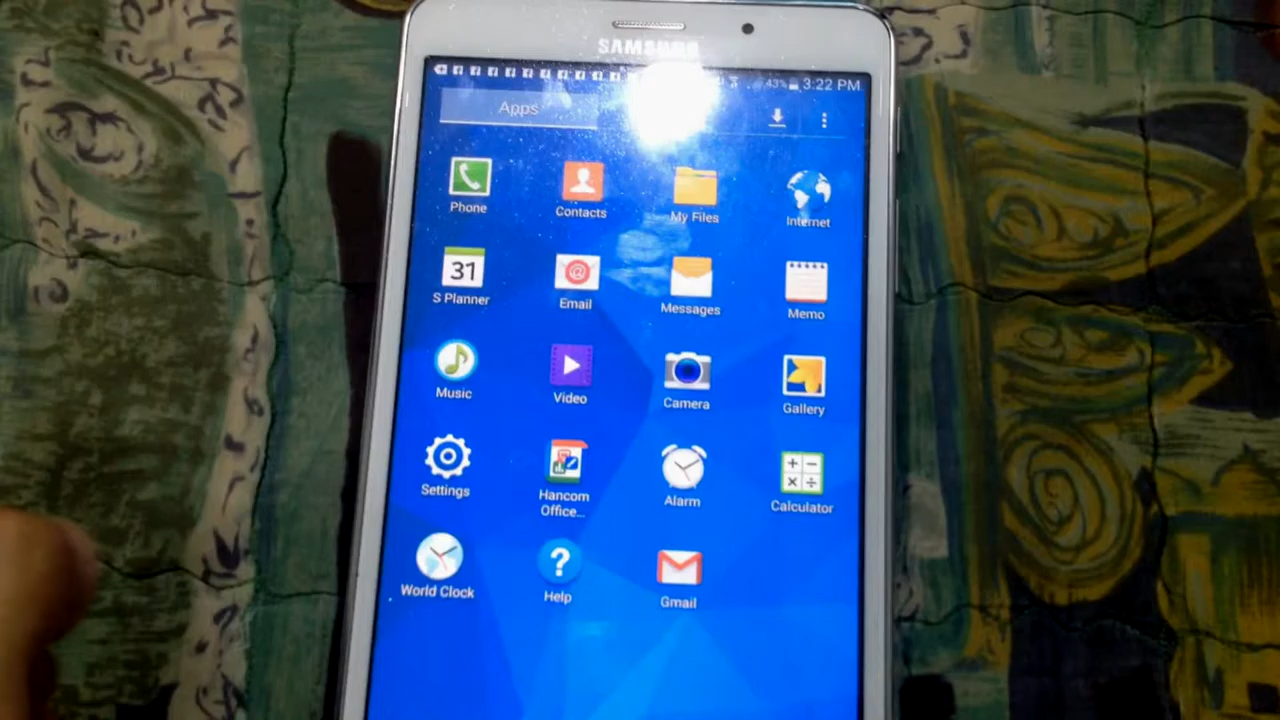 SAMSUNG
43% 3:22 PM
Apps
Phone
Contacts
My Files
Internet
31
S Planner
@
Email
Messages
Memo
Music
Video
Camera
Gallery
Settings
Hancom
Office...
Alarm
Calculator
World Clock
?
Help
Gmail